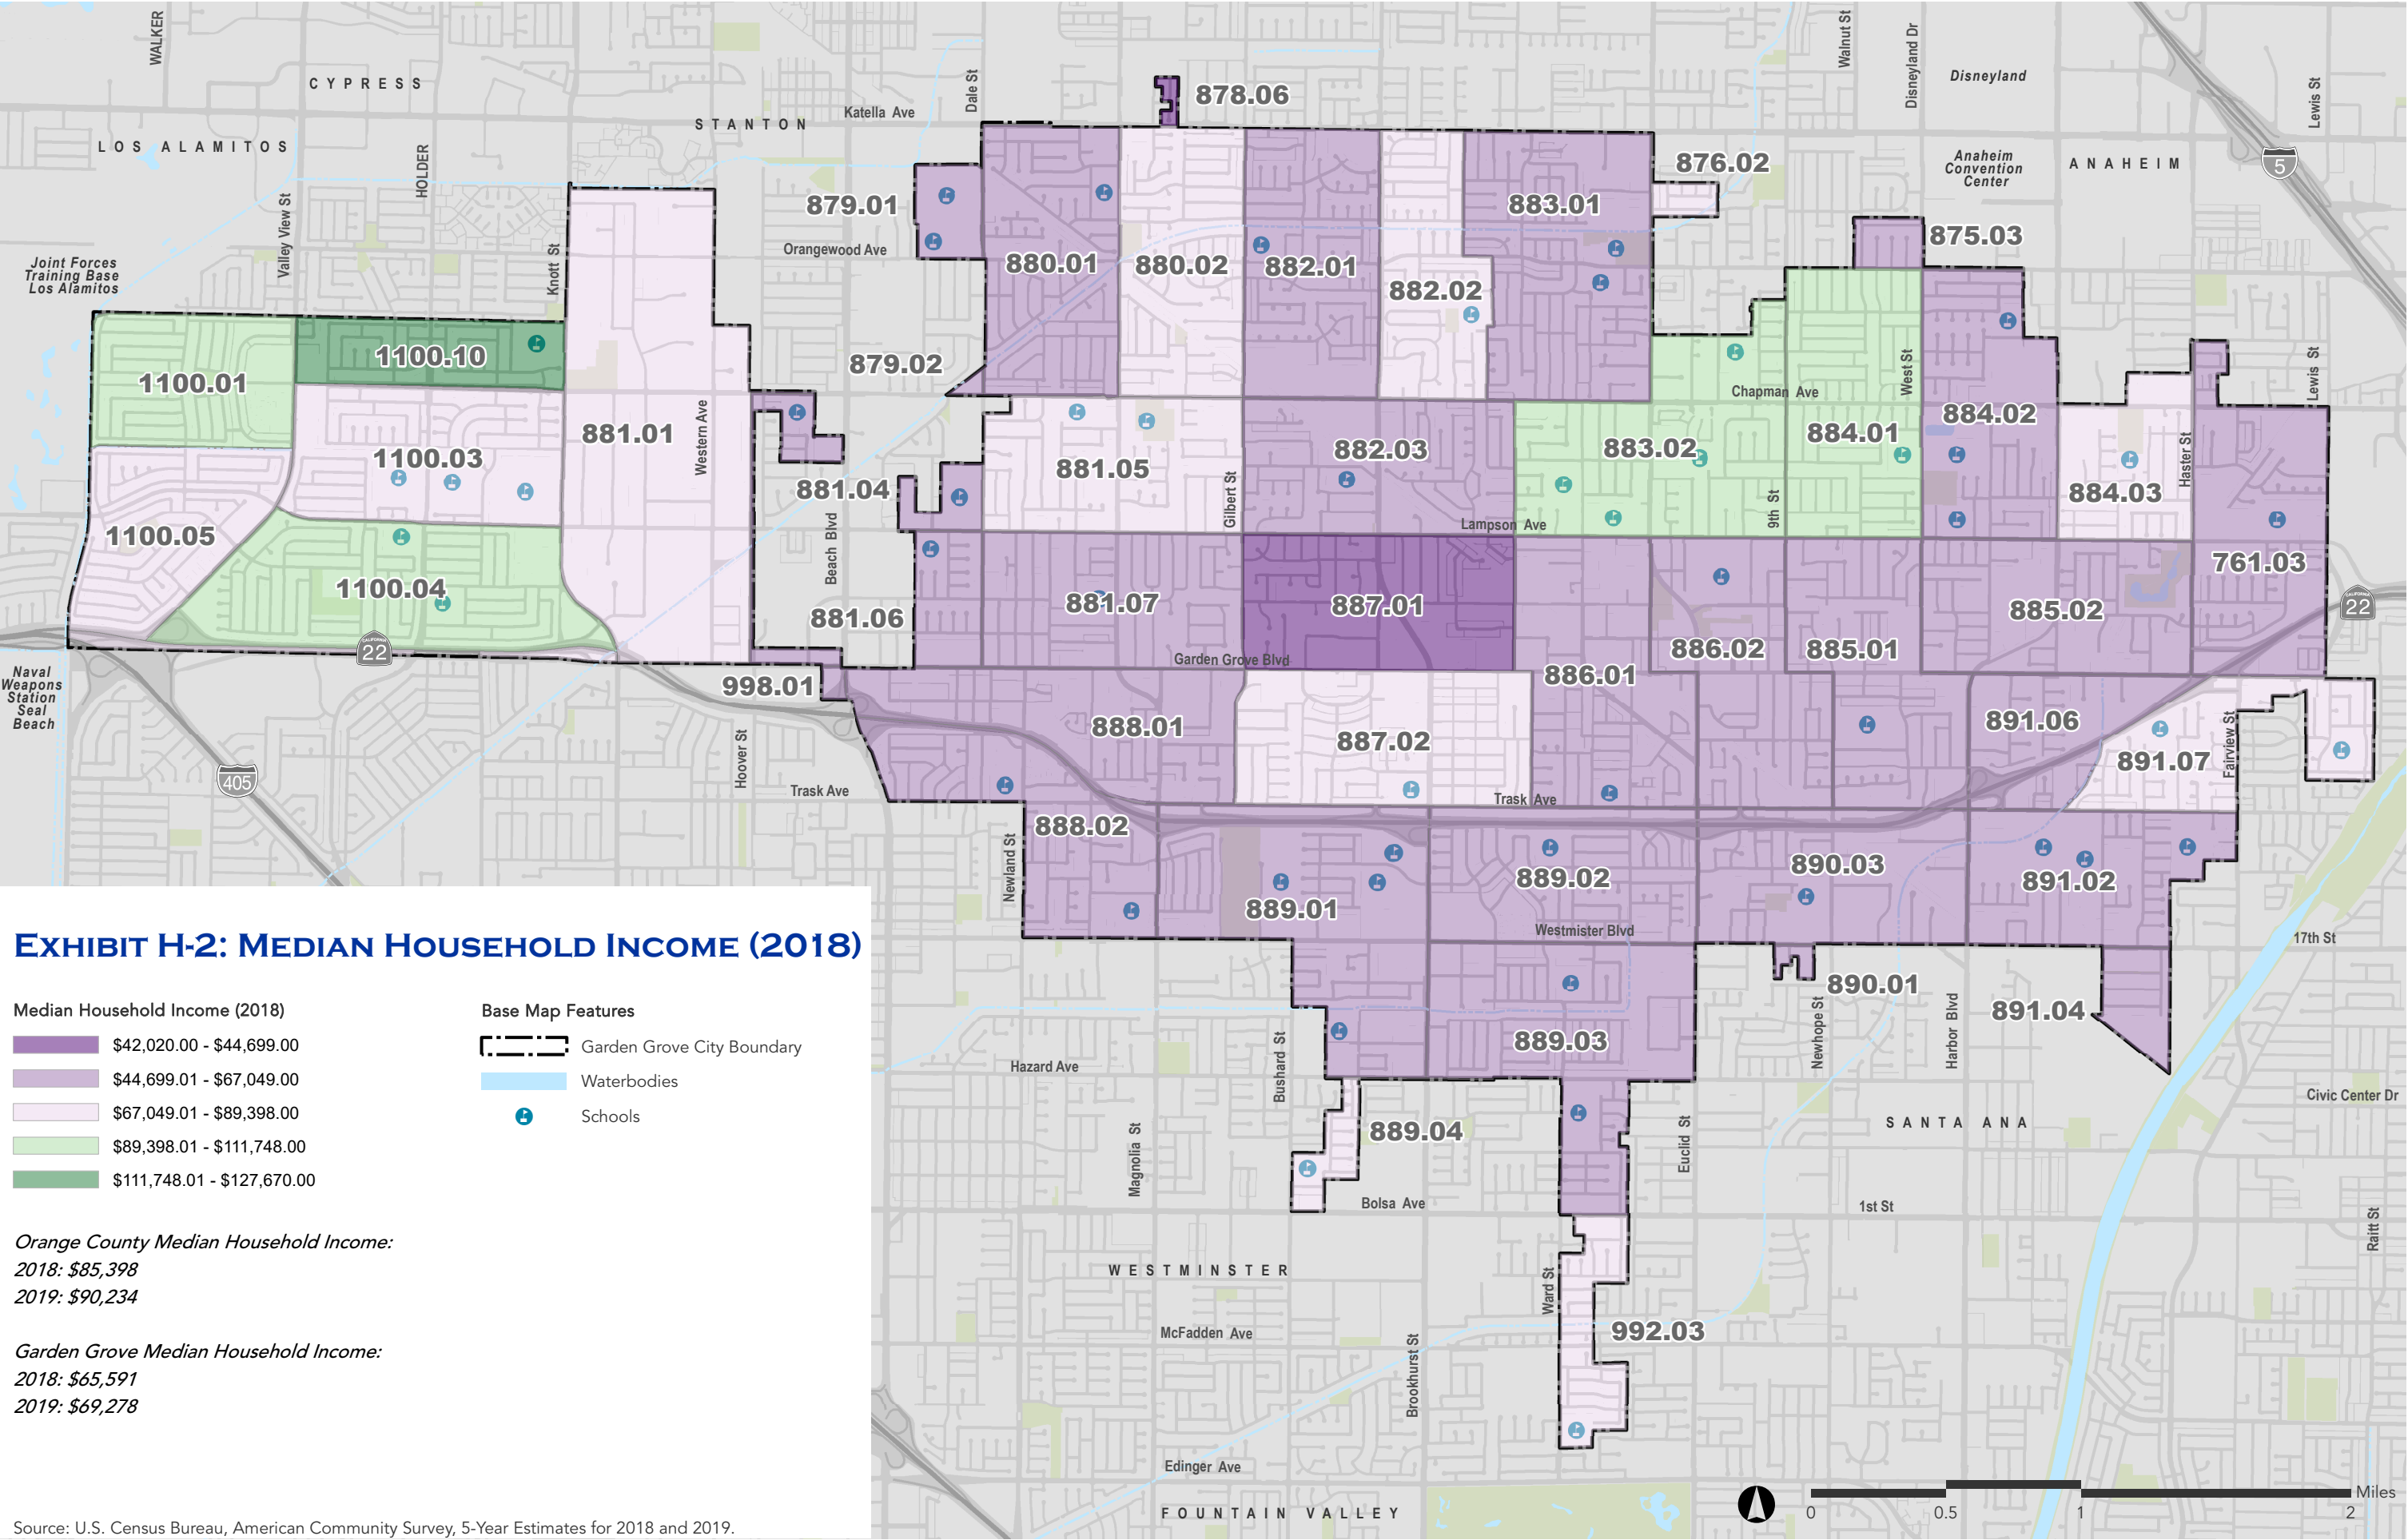 WALKER
CYPRESS
LOS ALAMITOS
HOLDER
STANTON
Katella Ave
Dale St
878.06
Walnut St
Disneyland Dr
Disneyland
Lewis St
Anaheim
Convention
Center
ANAHEIM
5
876.02
879.01
Orangewood Ave
880.01
880.02
882.01
882.02
883.01
875.03
Valley View St
Knott St
Joint Forces
Training Base
Los Alamitos
1100.01
1100.10
879.02
Chapman Ave
West St
Lewis St
1100.03
881.01
Western Ave
881.04
881.05
Gilbert St
882.03
883.02
884.01
884.02
884.03
Haster St
9th St
Lampson Ave
1100.05
1100.04
Beach Blvd
881.06
881.07
887.01
886.01
886.02
885.01
885.02
761.03
CALIFORNIA
22
CALIFORNIA
22
Garden Grove Blvd
Naval
Weapons
Station
Seal
Beach
998.01
888.01
887.02
891.06
891.07
Fairview St
405
Hoover St
Trask Ave
Trask Ave
Newland St
888.02
889.01
889.02
890.03
891.02
Westmister Blvd
17th St
890.01
891.04
889.03
Newhope St
Harbor Blvd
Hazard Ave
Bushard St
Magnolia St
889.04
Euclid St
Civic Center Dr
SANTA ANA
Bolsa Ave
1st St
Raitt St
WESTMINSTER
Ward St
McFadden Ave
992.03
Brookhurst St
Edinger Ave
FOUNTAIN VALLEY
0 0.5 1 2
Miles
EXHIBIT H-2: MEDIAN HOUSEHOLD INCOME (2018)
Median Household Income (2018)
$42,020.00 - $44,699.00
$44,699.01 - $67,049.00
$67,049.01 - $89,398.00
$89,398.01 - $111,748.00
$111,748.01 - $127,670.00
Base Map Features
Garden Grove City Boundary
Waterbodies
Schools
Orange County Median Household Income:
2018: $85,398
2019: $90,234
Garden Grove Median Household Income:
2018: $65,591
2019: $69,278
Source: U.S. Census Bureau, American Community Survey, 5-Year Estimates for 2018 and 2019.